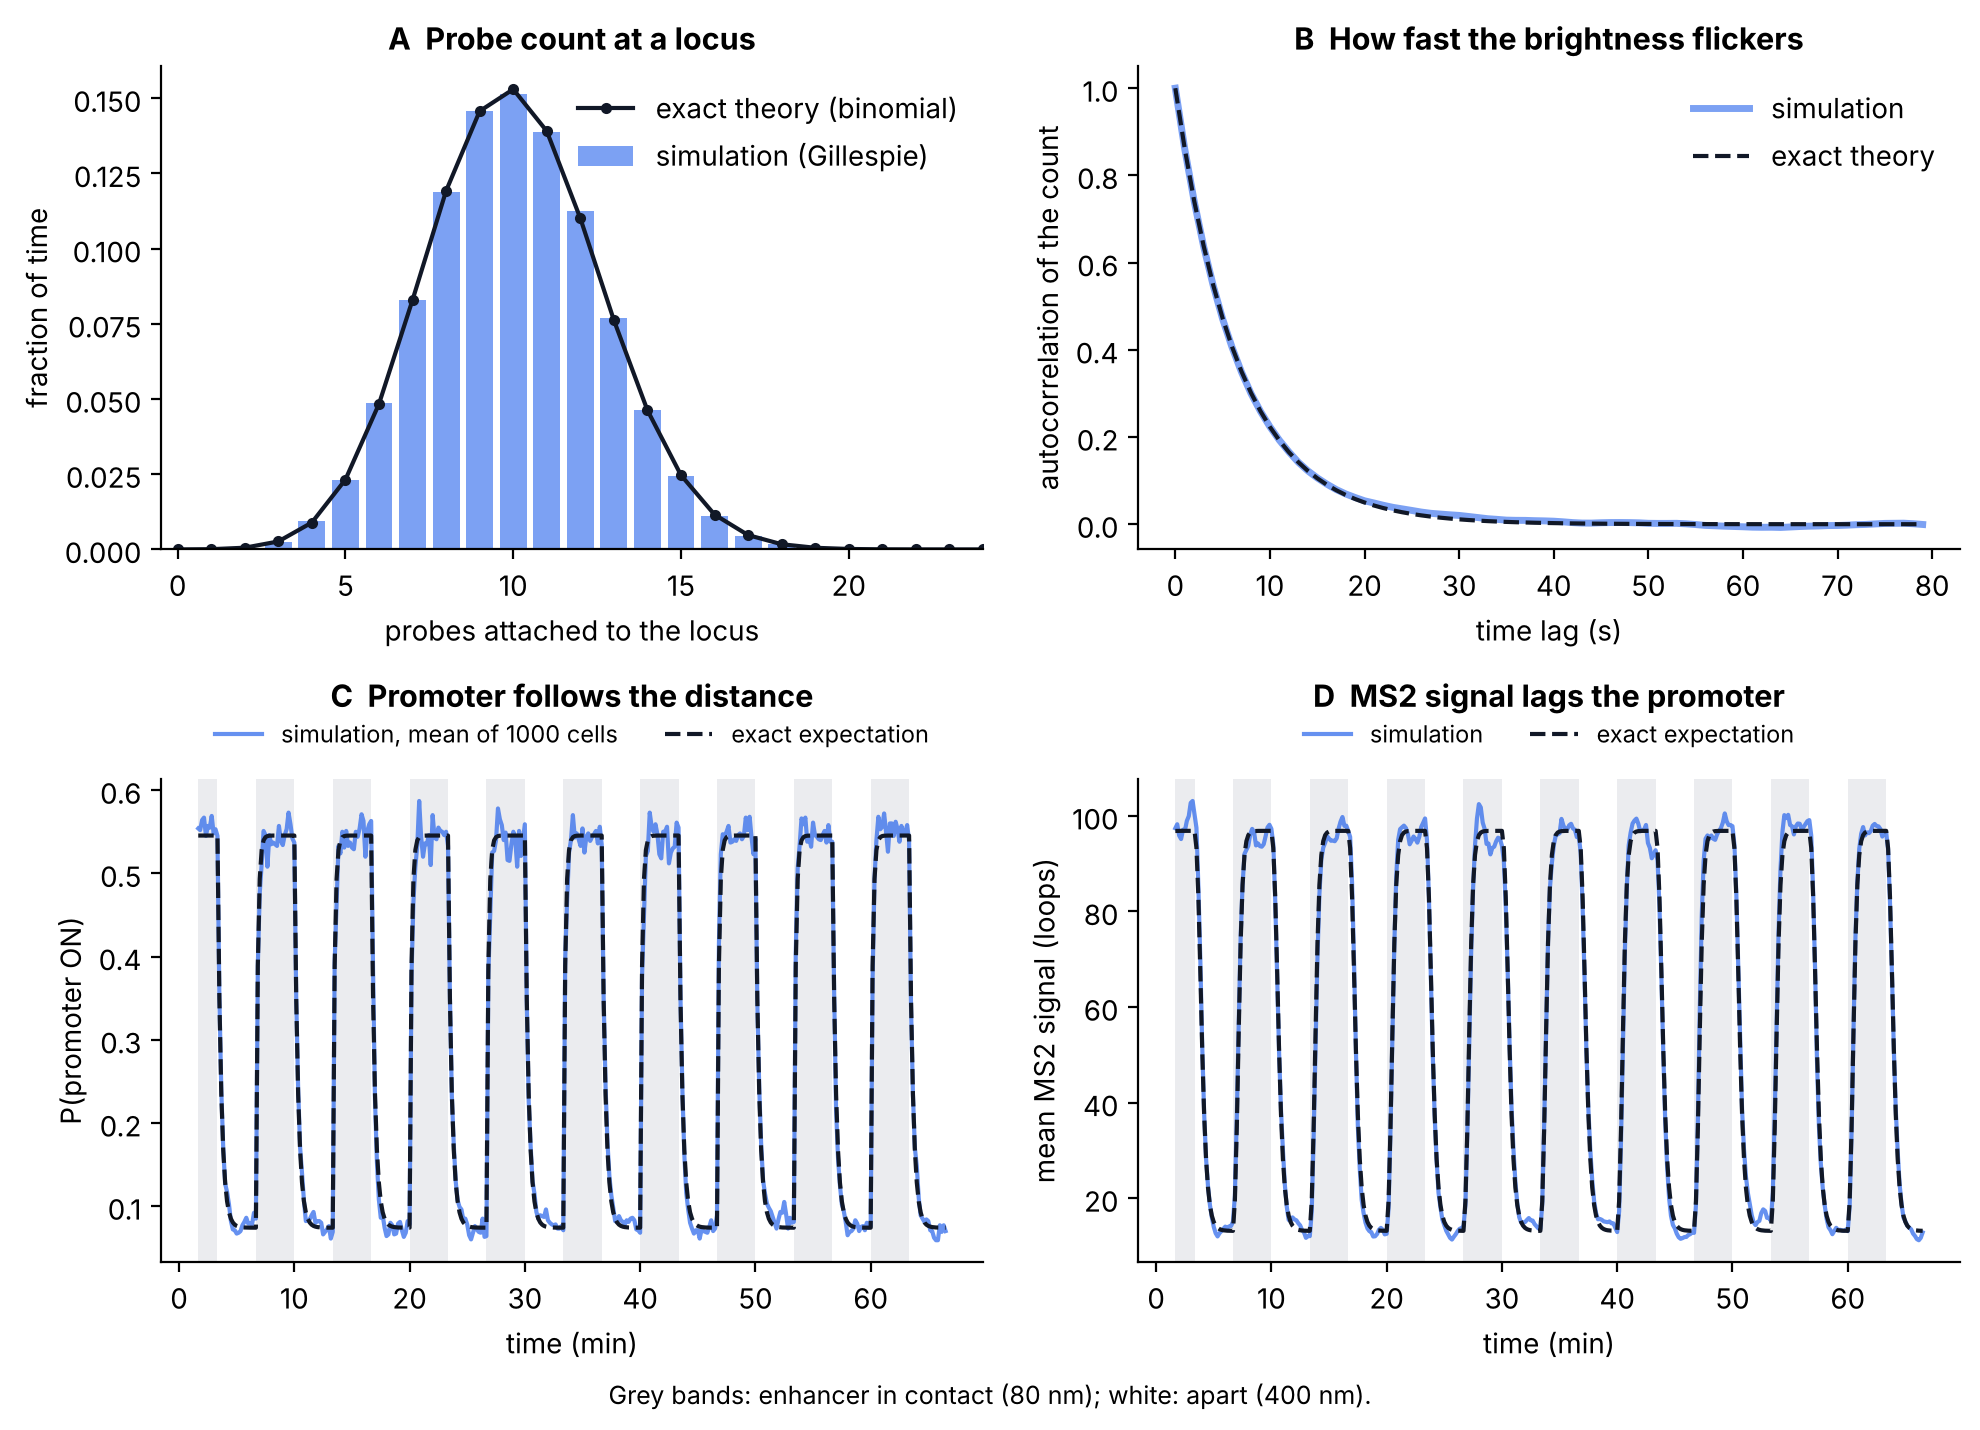 A Probe count at a locus
exact theory (binomial)
simulation (Gillespie)
fraction of time
0.150
0.125
0.100
0.075
0.050
0.025
0.000
0 5 10 15 20
probes attached to the locus
B How fast the brightness flickers
simulation
exact theory
autocorrelation of the count
1.0
0.8
0.6
0.4
0.2
0.0
0 10 20 30 40 50 60 70 80
time lag (s)
C Promoter follows the distance
simulation, mean of 1000 cells exact expectation
P(promoter ON)
0.6
0.5
0.4
0.3
0.2
0.1
0 10 20 30 40 50 60
time (min)
D MS2 signal lags the promoter
simulation exact expectation
mean MS2 signal (loops)
100
80
60
40
20
0 10 20 30 40 50 60
time (min)
Grey bands: enhancer in contact (80 nm); white: apart (400 nm).